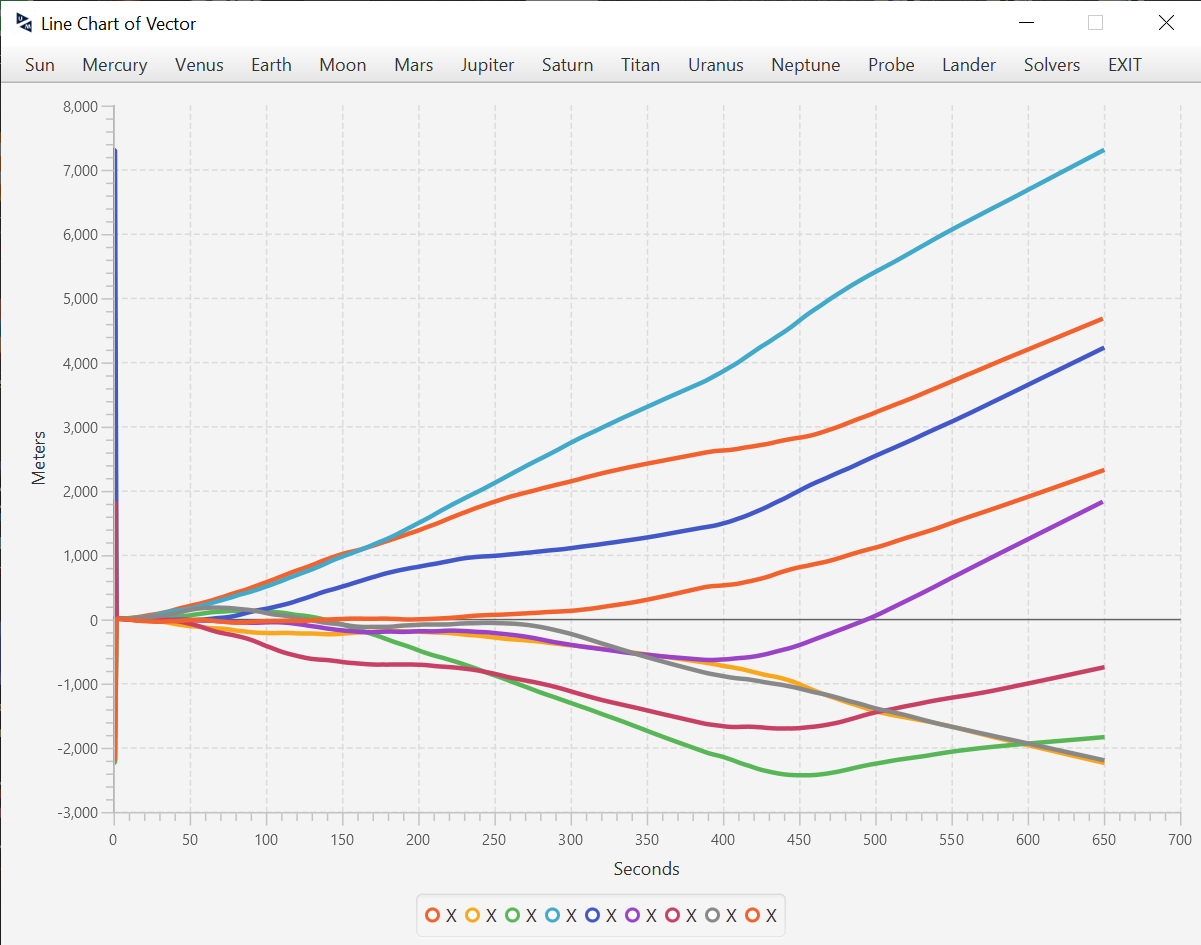 Line Chart of Vector
Sun Mercury Venus Earth Moon Mars Jupiter Saturn Titan Uranus Neptune Probe Lander Solvers EXIT
8,000
7,000
6,000
5,000
4,000
3,000
2,000
1,000
0
-1,000
-2,000
-3,000
Meters
0 50 100 150 200 250 300 350 400 450 500 550 600 650 700
Seconds
X X X X X X X X X